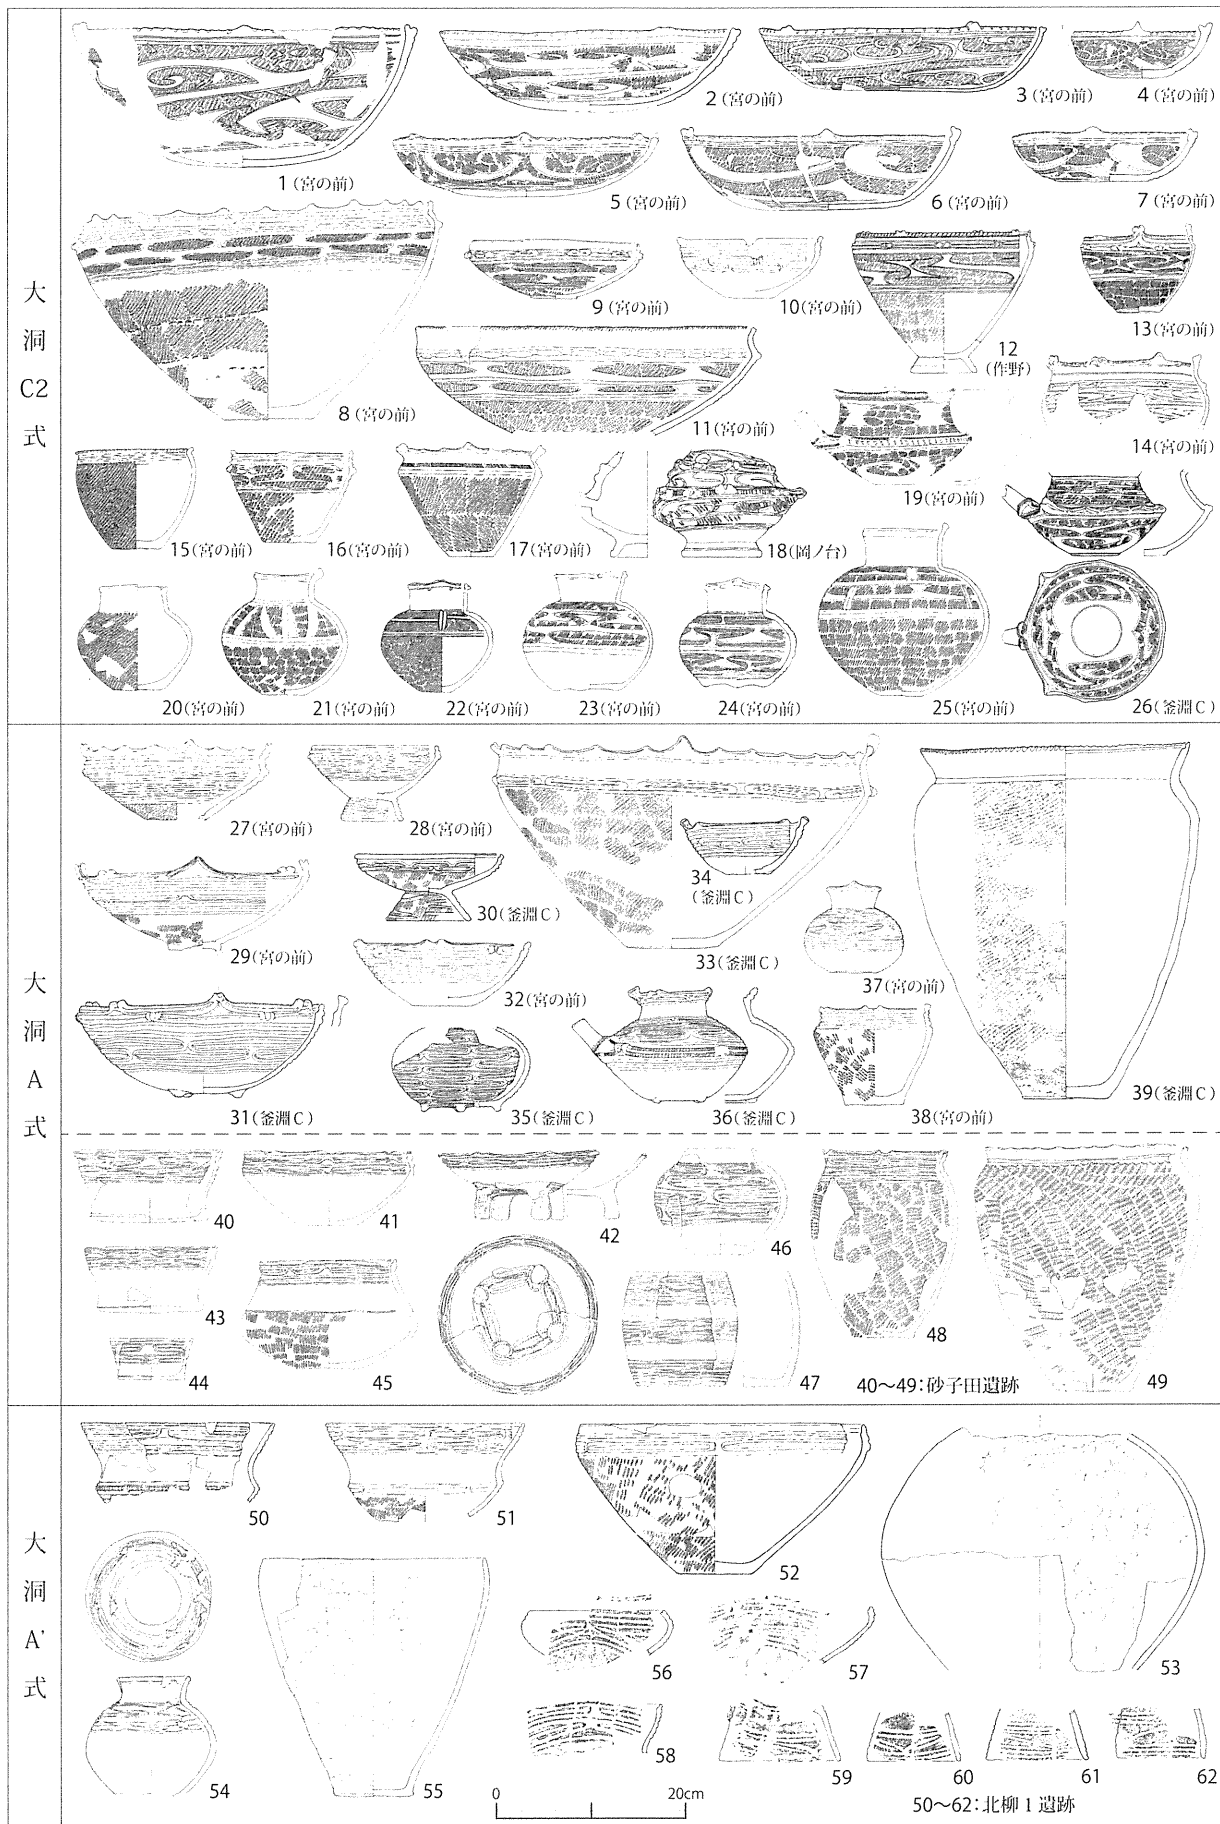 大洞C2式
1(宮の前)
2(宮の前)
3(宮の前)
4(宮の前)
5(宮の前)
6(宮の前)
7(宮の前)
8(宮の前)
9(宮の前)
10(宮の前)
11(宮の前)
12
(作野)
13(宮の前)
14(宮の前)
15(宮の前)
16(宮の前)
17(宮の前)
18(岡ノ台)
19(宮の前)
20(宮の前)
21(宮の前)
22(宮の前)
23(宮の前)
24(宮の前)
25(宮の前)
26(釜淵C)
大洞A式
27(宮の前)
28(宮の前)
29(宮の前)
30(釜淵C)
31(釜淵C)
32(宮の前)
33(釜淵C)
34
(釜淵C)
35(釜淵C)
36(釜淵C)
37(宮の前)
38(宮の前)
39(釜淵C)
40
41
42
43
44
45
46
47
48
49
40〜49:砂子田遺跡
大洞A'式
50
51
52
53
54
55
56
57
58
59
60
61
62
0 20cm
50〜62:北柳1遺跡